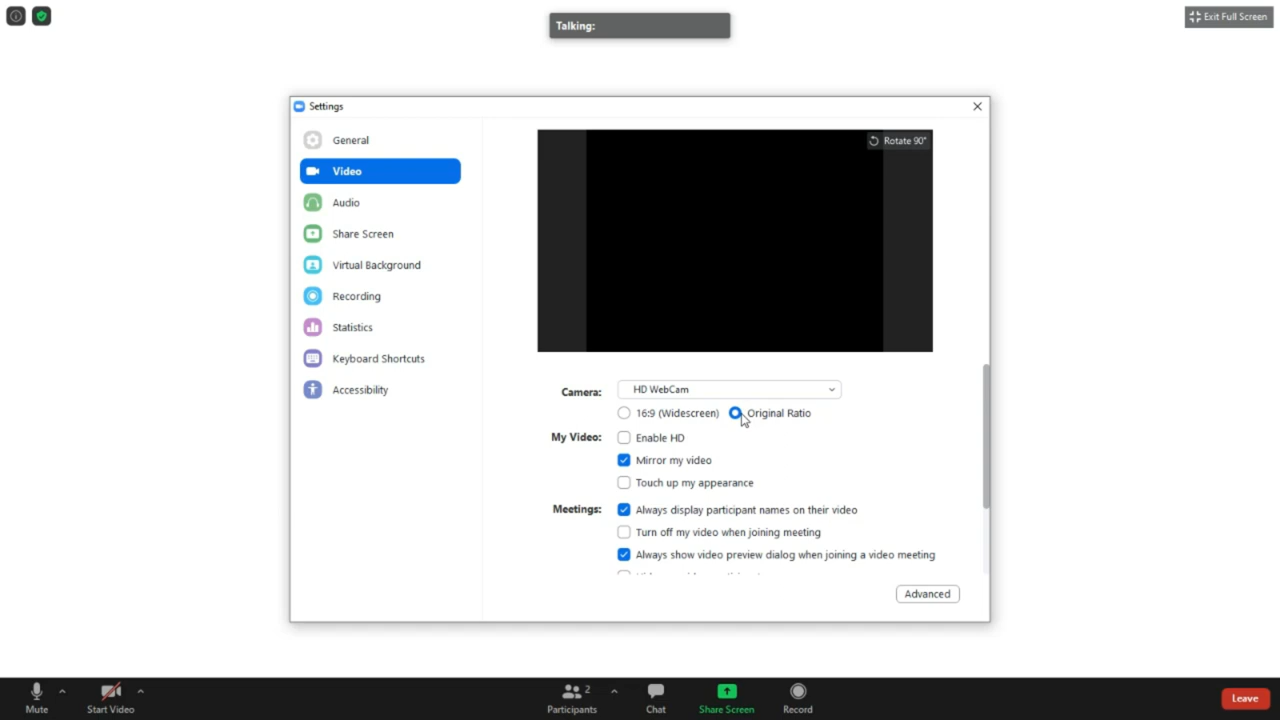 Talking:
Exit Full Screen
Settings
General
Video
Audio
Share Screen
Virtual Background
Recording
Statistics
Keyboard Shortcuts
Accessibility
Rotate 90°
Camera: HD WebCam
16:9 (Widescreen) Original Ratio
My Video: Enable HD
Mirror my video
Touch up my appearance
Meetings: Always display participant names on their video
Turn off my video when joining meeting
Always show video preview dialog when joining a video meeting
Advanced
Mute
Start Video
2
Participants
Chat
Share Screen
Record
Leave